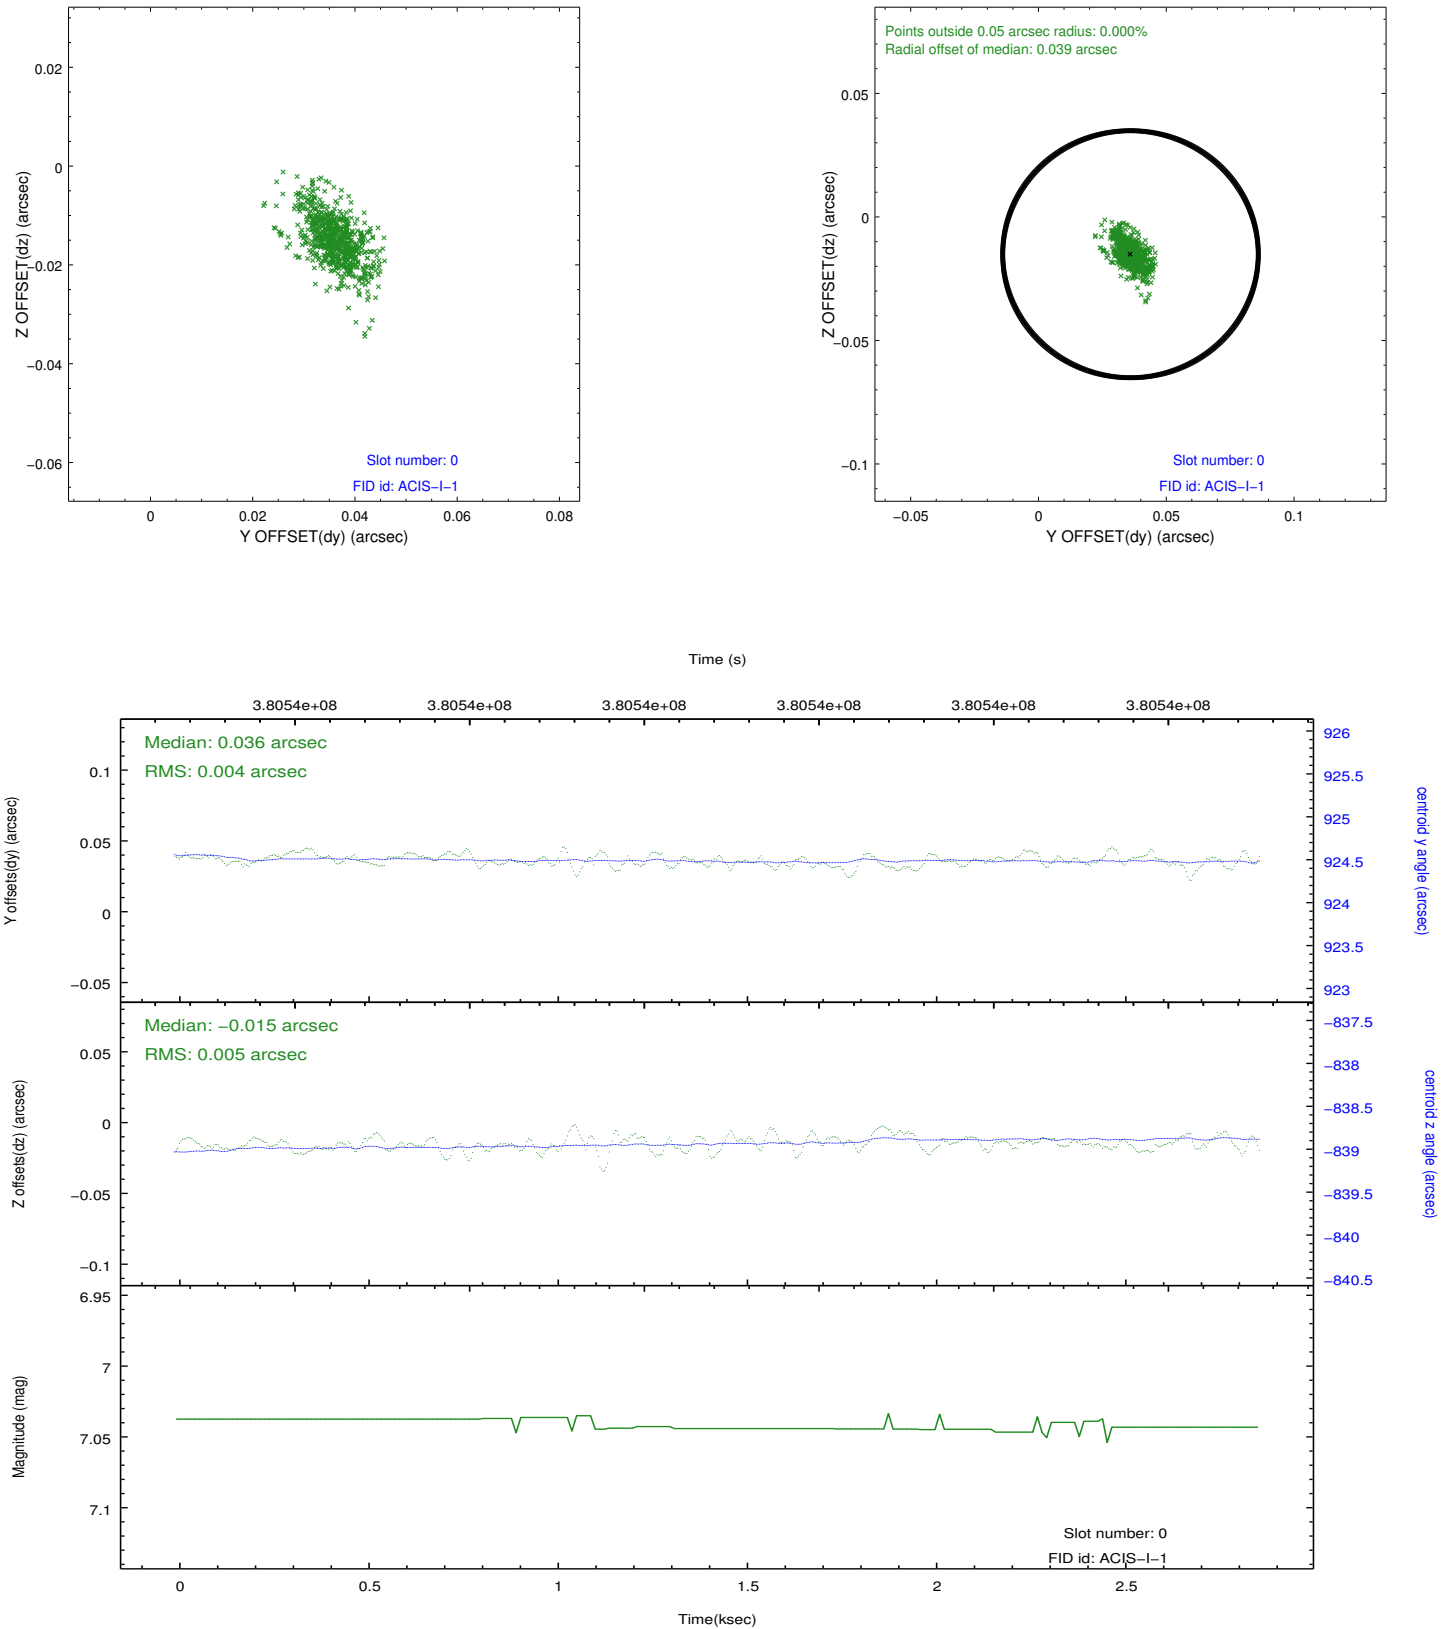 0.02
0
−0.02
−0.04
−0.06
Z OFFSET(dz) (arcsec)
Slot number: 0
FID id: ACIS−I−1
0 0.02 0.04 0.06 0.08
Y OFFSET(dy) (arcsec)
Points outside 0.05 arcsec radius: 0.000%
Radial offset of median: 0.039 arcsec
0.05
0
−0.05
−0.1
Z OFFSET(dz) (arcsec)
Slot number: 0
FID id: ACIS−I−1
−0.05 0 0.05 0.1
Y OFFSET(dy) (arcsec)
Time (s)
3.8054e+08 3.8054e+08 3.8054e+08 3.8054e+08 3.8054e+08 3.8054e+08
Median: 0.036 arcsec
RMS: 0.004 arcsec
0.1
0.05
0
−0.05
Y offsets(dy) (arcsec)
926
925.5
925
924.5
924
923.5
923
centroid y angle (arcsec)
Median: −0.015 arcsec
RMS: 0.005 arcsec
0.05
0
−0.05
−0.1
Z offsets(dz) (arcsec)
−837.5
−838
−838.5
−839
−839.5
−840
−840.5
centroid z angle (arcsec)
6.95
7
7.05
7.1
Magnitude (mag)
Slot number: 0
FID id: ACIS−I−1
0 0.5 1 1.5 2 2.5
Time(ksec)